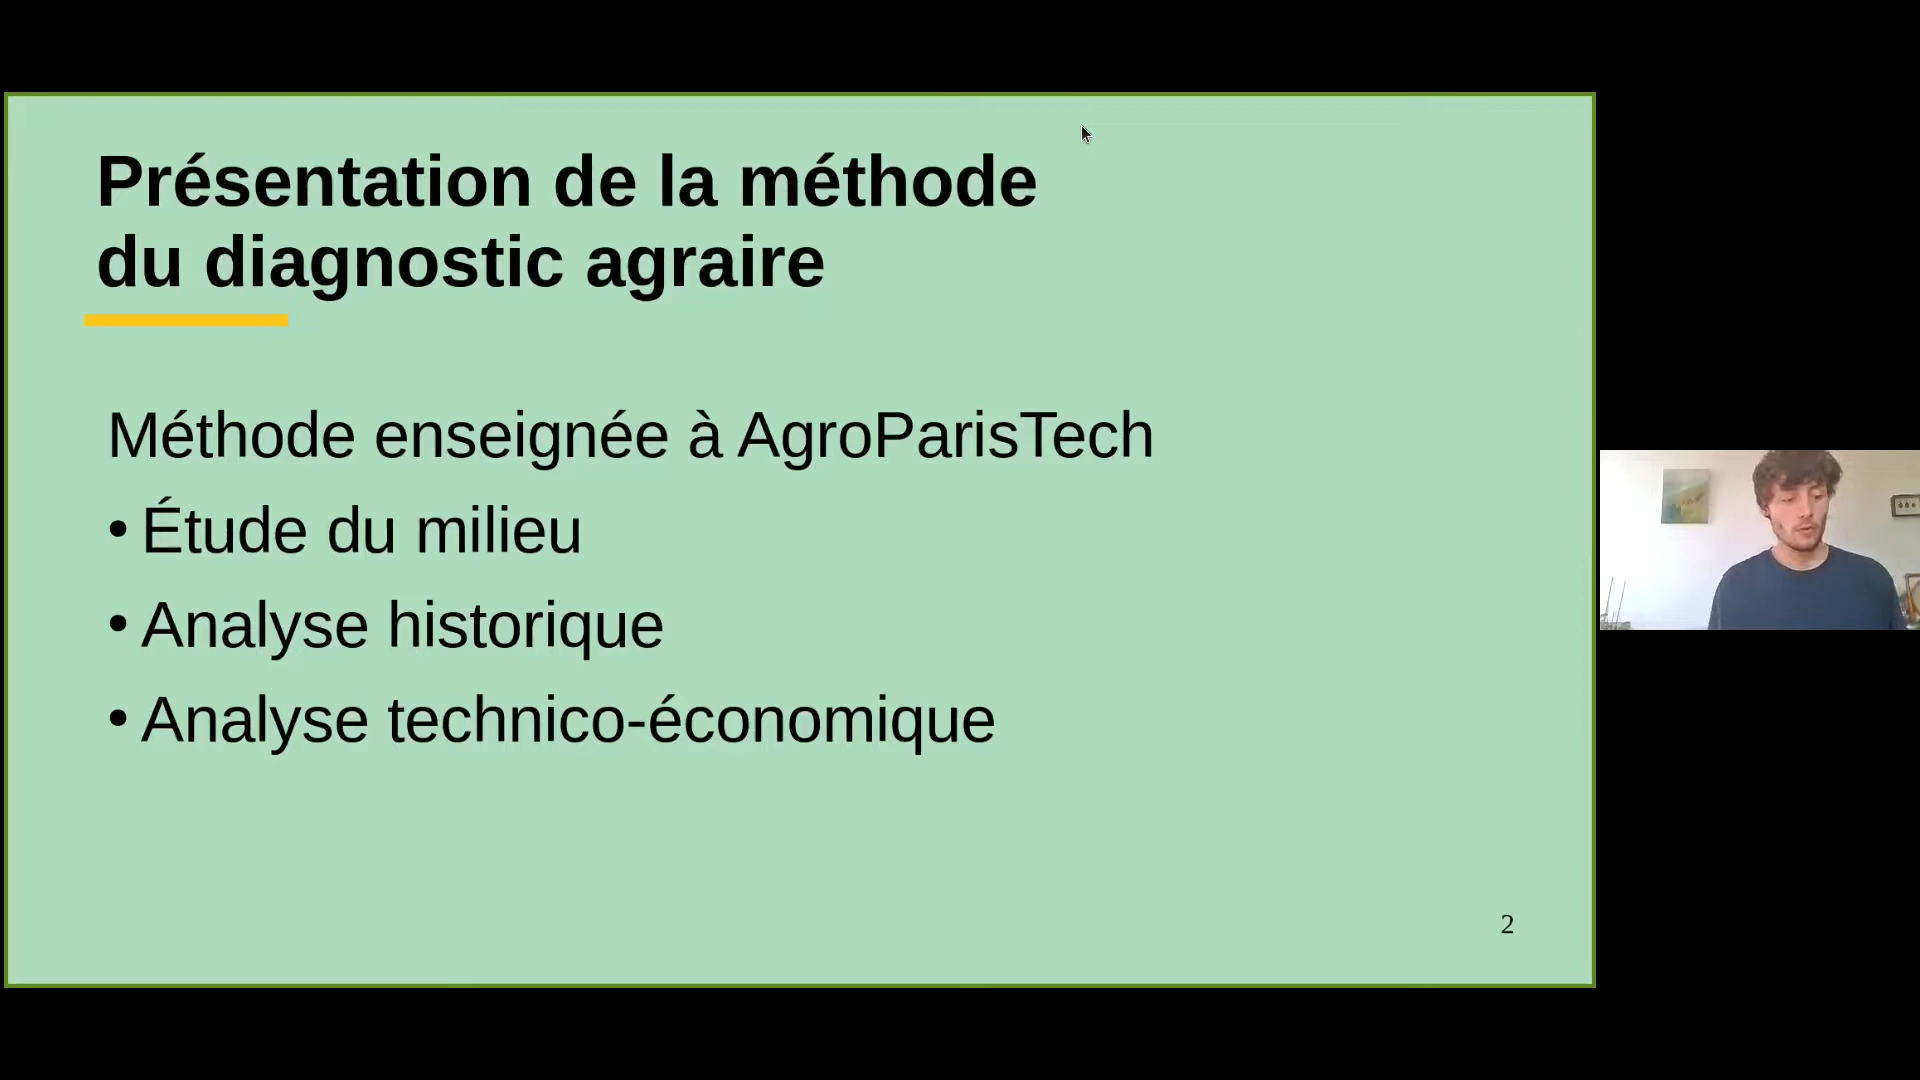 Présentation de la méthode
du diagnostic agraire
Méthode enseignée à AgroParisTech
• Étude du milieu
• Analyse historique
• Analyse technico-économique
2